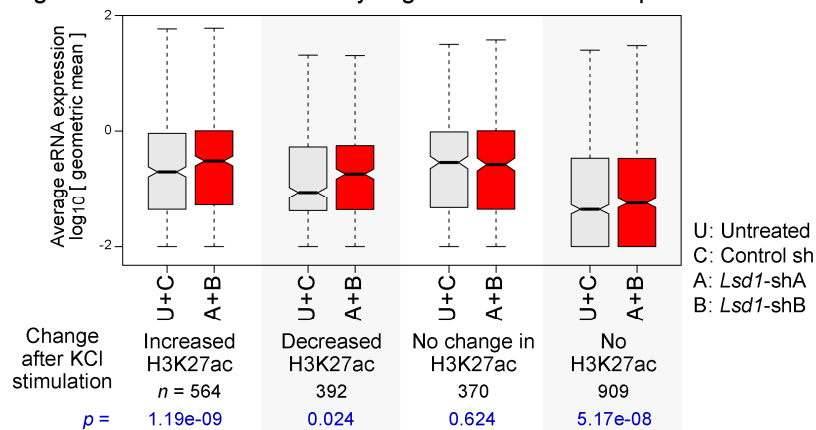 2
0
-2
Average eRNA expression
log10 [ geometric mean ]
U+C
A+B
U+C
A+B
U+C
A+B
U+C
A+B
U: Untreated
C: Control sh
A: Lsd1-shA
B: Lsd1-shB
Change
after KCl
stimulation
Increased
H3K27ac
Decreased
H3K27ac
No change in
H3K27ac
No
H3K27ac
n = 564
392
370
909
p =
1.19e-09
0.024
0.624
5.17e-08